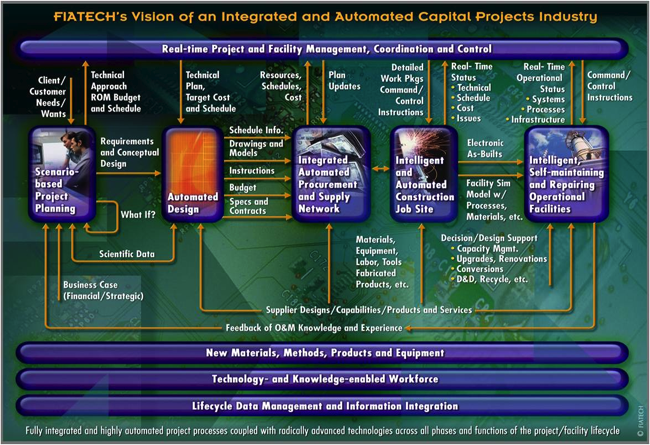 FIATECH's Vision of an Integrated and Automated Capital Projects Industry
Real-time Project and Facility Management, Coordination and Control
Client/
Customer
Needs/
Wants
Technical
Approach
ROM Budget
and Schedule
Technical
Plan,
Target Cost
and Schedule
Resources,
Schedules,
Cost
Plan
Updates
Detailed
Work Pkgs
Command/
Control
Instructions
Real- Time
Status
• Technical
• Schedule
• Cost
• Issues
Real- Time
Operational
Status
• Systems
• Processes
• Infrastructure
Command/
Control
Instructions
Scenario-
based
Project
Planning
Requirements
and Conceptual
Design
Automated
Design
Schedule Info.
Drawings and
Models
Instructions
Budget
Specs and
Contracts
Integrated
Automated
Procurement
and Supply
Network
Intelligent
and
Automated
Construction
Job Site
Electronic
As-Builts
Facility Sim
Model w/
Processes,
Materials, etc.
Intelligent,
Self-maintaining
and Repairing
Operational
Facilities
What If?
Scientific Data
Business Case
(Financial/Strategic)
Materials,
Equipment,
Labor, Tools
Fabricated
Products, etc.
Decision/Design Support
• Capacity Mgmt.
• Upgrades, Renovations
• Conversions
• D&D, Recycle, etc.
Supplier Designs/Capabilities/Products and Services
Feedback of O&M Knowledge and Experience
New Materials, Methods, Products and Equipment
Technology- and Knowledge-enabled Workforce
Lifecycle Data Management and Information Integration
Fully integrated and highly automated project processes coupled with radically advanced technologies across all phases and functions of the project/facility lifecycle
© FIATECH